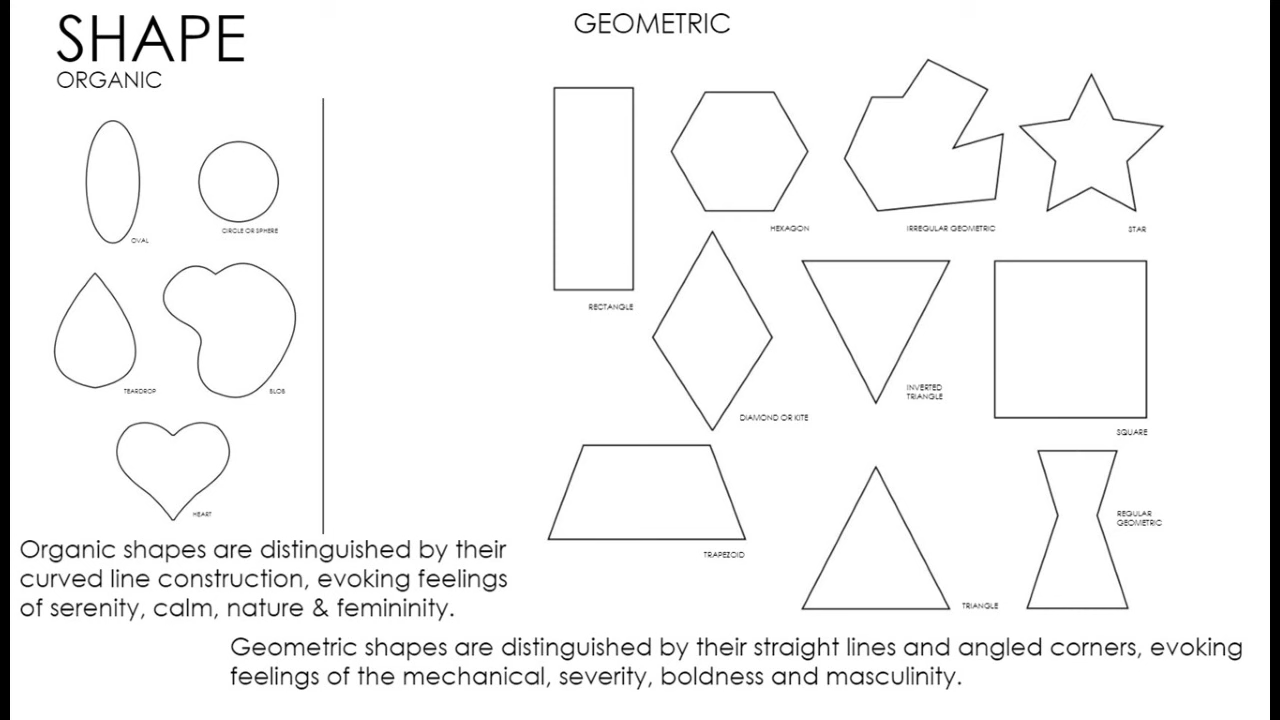 SHAPE
ORGANIC
GEOMETRIC
OVAL
CIRCLE OR SPHERE
TEARDROP
BLOB
HEART
RECTANGLE
HEXAGON
IRREGULAR GEOMETRIC
STAR
DIAMOND OR KITE
INVERTED
TRIANGLE
SQUARE
TRAPEZOID
TRIANGLE
REGULAR
GEOMETRIC
Organic shapes are distinguished by their
curved line construction, evoking feelings
of serenity, calm, nature & femininity.
Geometric shapes are distinguished by their straight lines and angled corners, evoking
feelings of the mechanical, severity, boldness and masculinity.